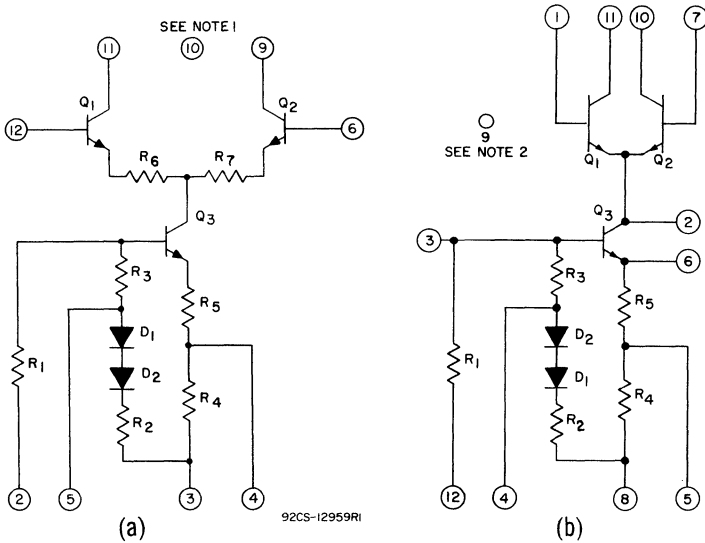 SEE NOTE 1
11
10
9
Q1
Q2
12
6
R6
R7
Q3
R3
R5
R1
D1
D2
R2
R4
2
5
3
4
92CS-12959R1
(a)
1
11
10
7
9
SEE NOTE 2
Q1
Q2
Q3
2
3
6
R3
R5
R1
D2
D1
R2
R4
12
4
8
5
(b)